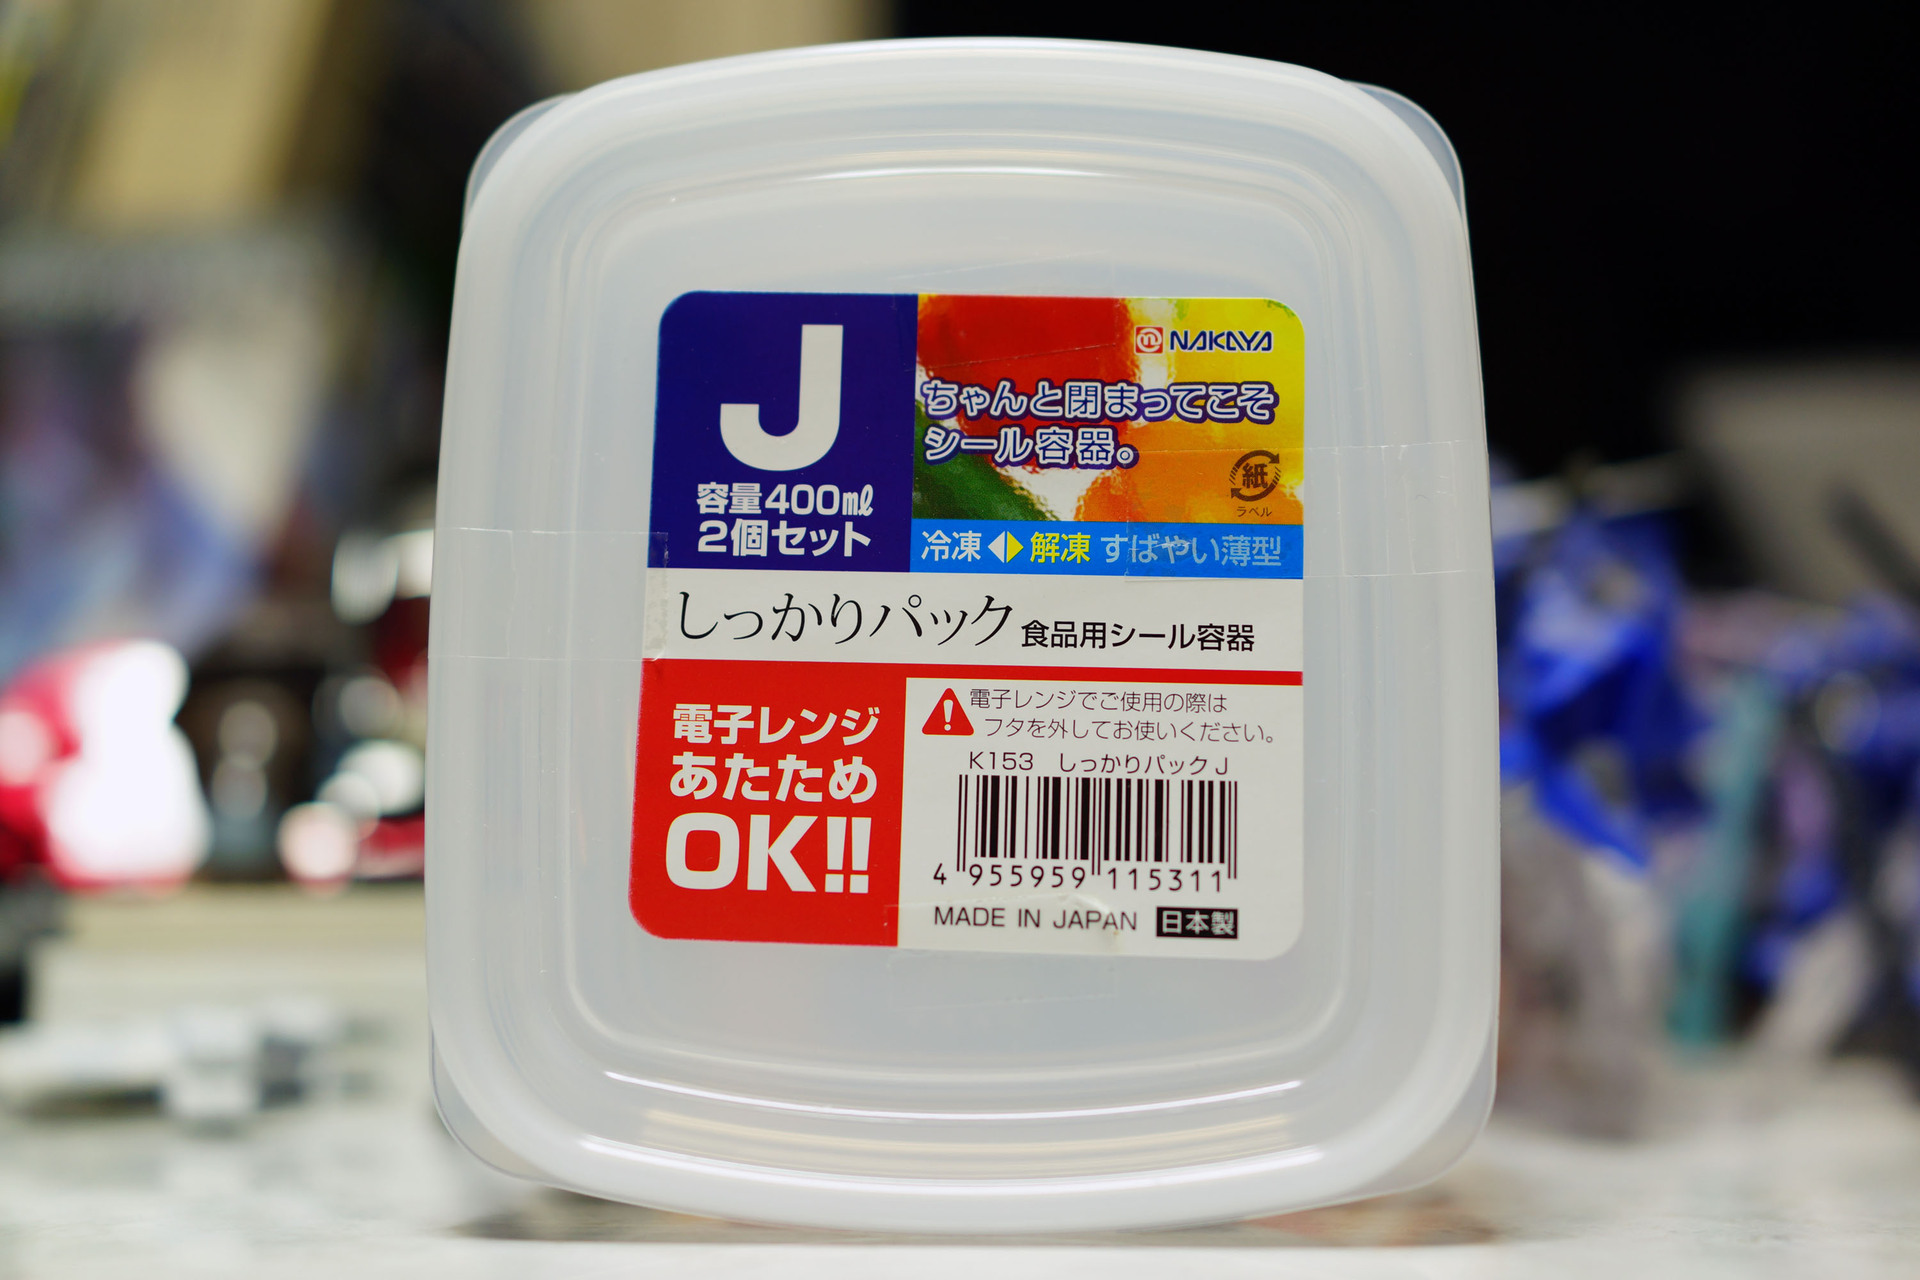 J
容量400㎖
2個セット
NAKAYA
ちゃんと閉まってこそ
シール容器。
紙
ラベル
冷凍 解凍 すばやい薄型
しっかりパック 食品用シール容器
電子レンジ
あたため
OK!!
電子レンジでご使用の際は
フタを外してお使いください。
K153 しっかりパック J
4 955959 115311
MADE IN JAPAN 日本製